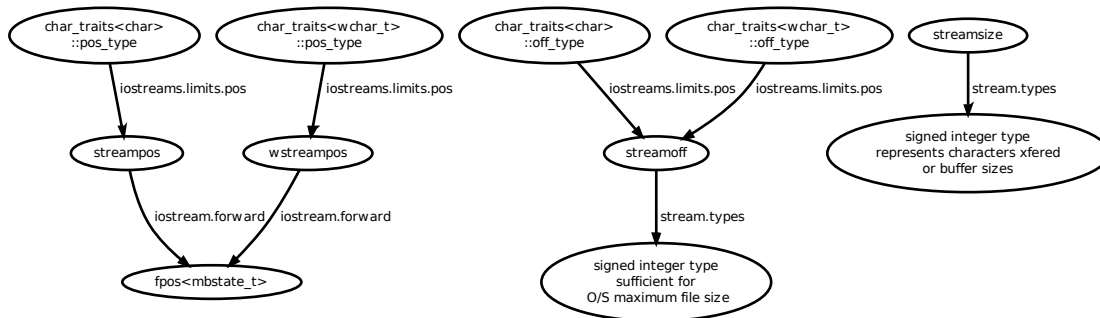 char_traits<char>
::pos_type
char_traits<wchar_t>
::pos_type
char_traits<char>
::off_type
char_traits<wchar_t>
::off_type
streamsize
iostreams.limits.pos
iostreams.limits.pos
iostreams.limits.pos
iostreams.limits.pos
stream.types
streampos
wstreampos
streamoff
signed integer type
represents characters xfered
or buffer sizes
iostream.forward
iostream.forward
stream.types
fpos<mbstate_t>
signed integer type
sufficient for
O/S maximum file size